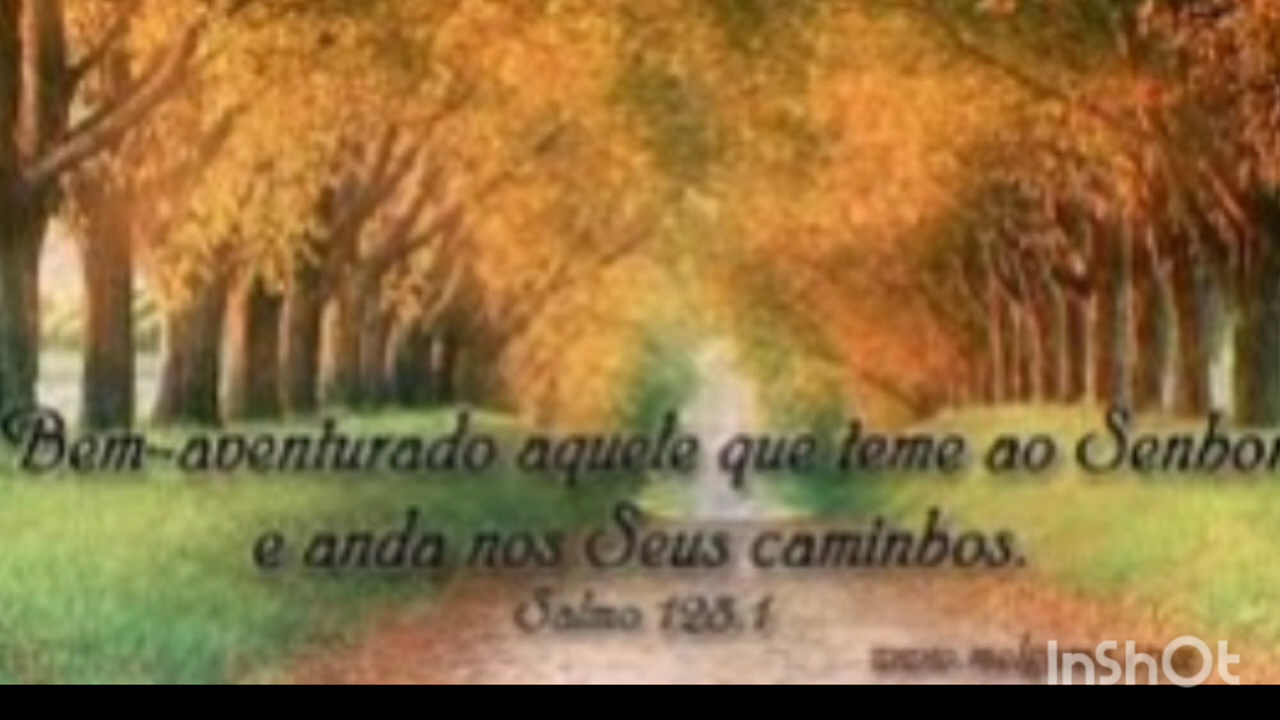 Bem-aventurado aquele que teme ao Senhor
e anda nos Seus caminhos.
Salmo 128.1
InShOt